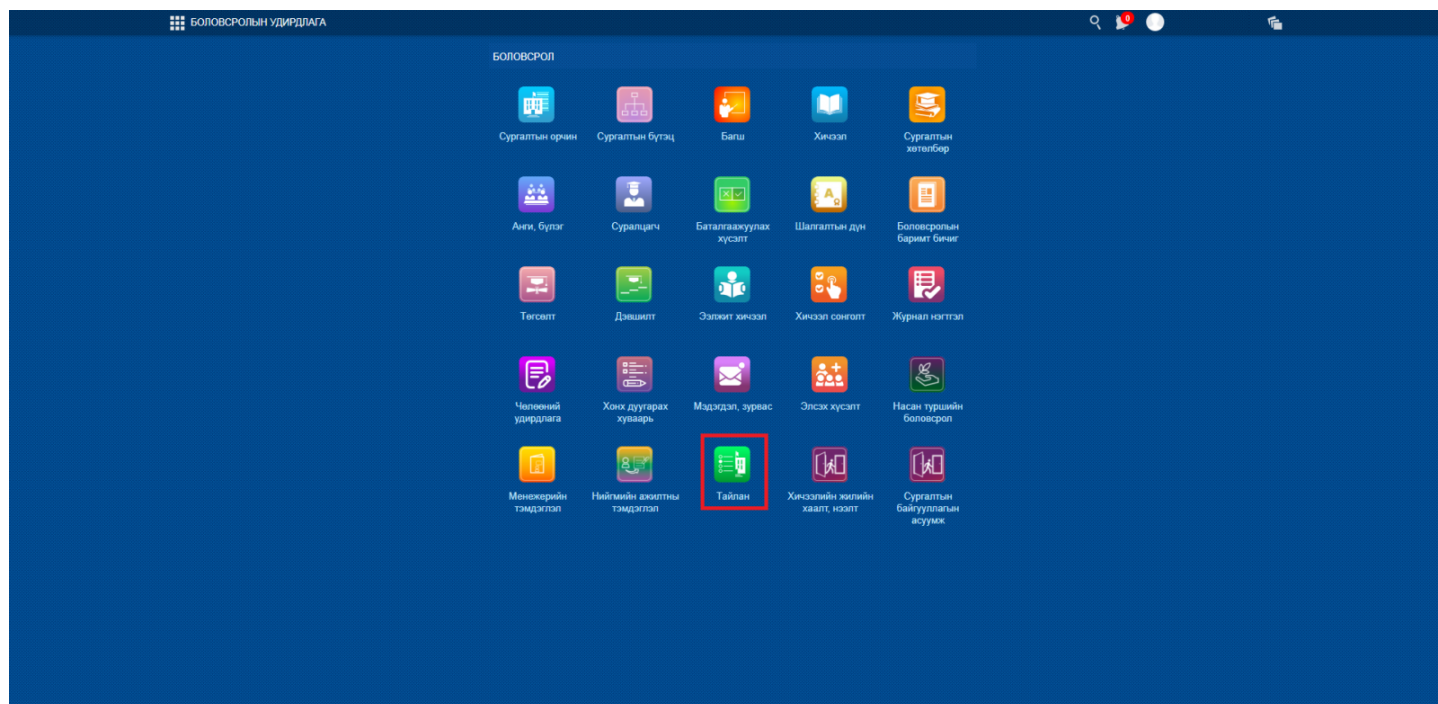 БОЛОВСРОЛЫН УДИРДЛАГА
0
БОЛОВСРОЛ
Сургалтын орчин
Сургалтын бүтэц
Багш
Хичээл
Сургалтын
хөтөлбөр
Анги, бүлэг
Суралцагч
Баталгаажуулах
хүсэлт
Шалгалтын дүн
Боловсролын
баримт бичиг
Төгсөлт
Дэвшилт
Ээлжит хичээл
Хичээл сонголт
Журнал нэгтгэл
Чөлөөний
удирдлага
Хонх дуугарах
хуваарь
Мэдэгдэл, зурвас
Элсэх хүсэлт
Насан туршийн
боловсрол
Менежерийн
тэмдэглэл
Нийгмийн ажилтны
тэмдэглэл
Тайлан
Хичээлийн жилийн
хаалт, нээлт
Сургалтын
байгууллагын
асуумж